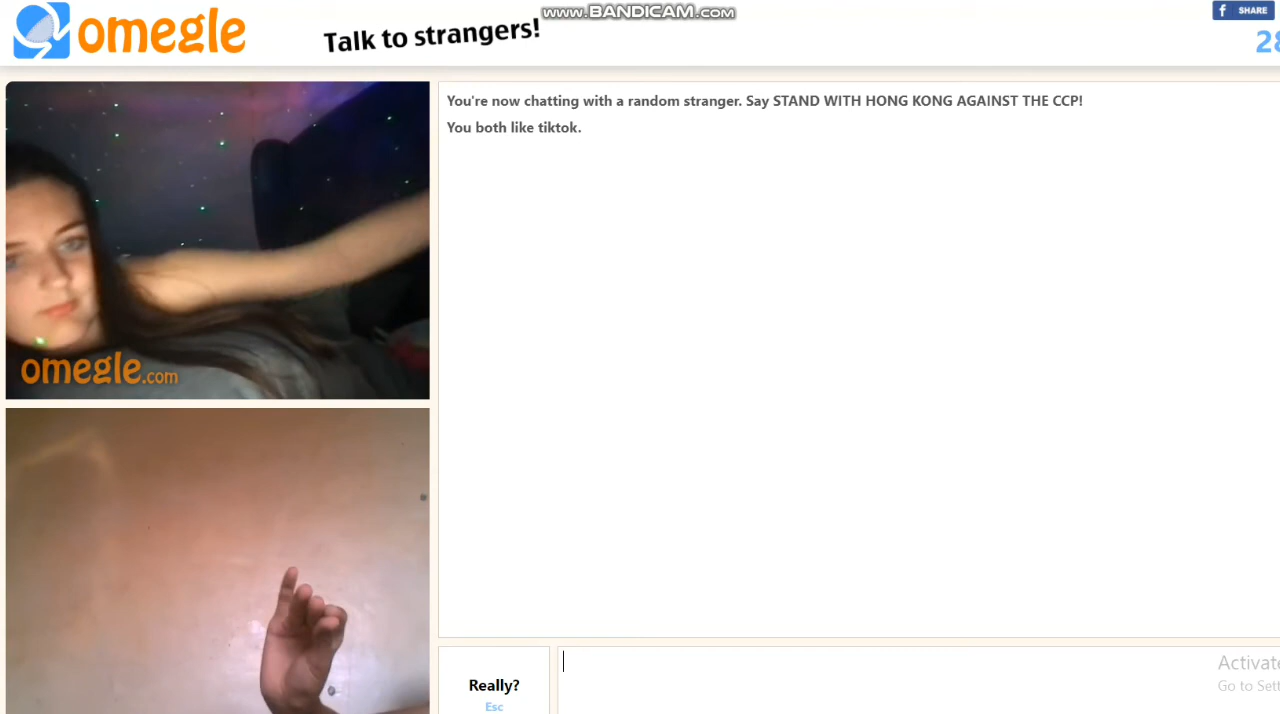 www.BANDICAM.com
omegle
Talk to strangers!
SHARE
28
You're now chatting with a random stranger. Say STAND WITH HONG KONG AGAINST THE CCP!
You both like tiktok.
omegle.com
Really?
Esc
Activate
Go to Sett